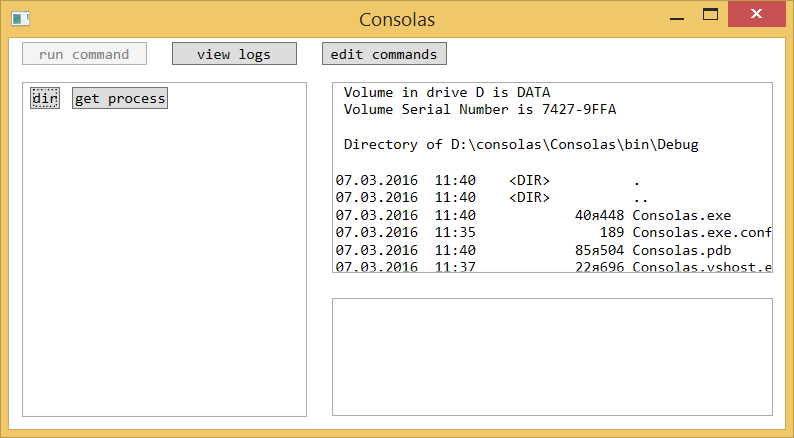 Consolas
run command view logs edit commands
dir get process
Volume in drive D is DATA
Volume Serial Number is 7427-9FFA
Directory of D:\consolas\Consolas\bin\Debug
07.03.2016 11:40 <DIR> .
07.03.2016 11:40 <DIR> ..
07.03.2016 11:40 40я448 Consolas.exe
07.03.2016 11:35 189 Consolas.exe.conf
07.03.2016 11:40 85я504 Consolas.pdb
07.03.2016 11:37 22я696 Consolas.vshost.e